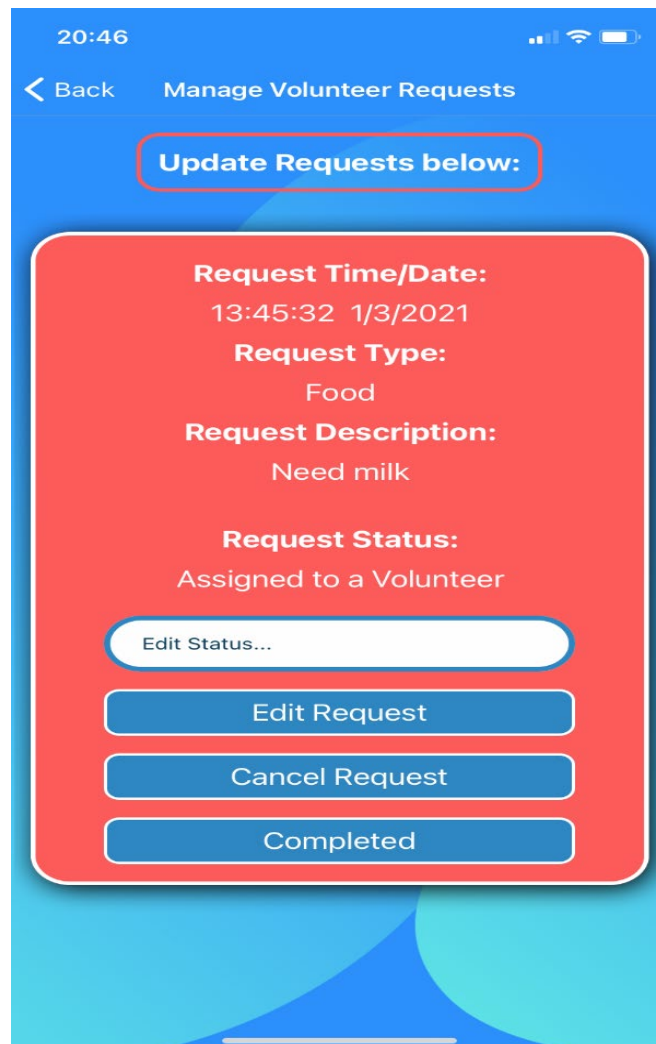 20:46
Back Manage Volunteer Requests
Update Requests below:
Request Time/Date:
13:45:32 1/3/2021
Request Type:
Food
Request Description:
Need milk
Request Status:
Assigned to a Volunteer
Edit Status...
Edit Request
Cancel Request
Completed